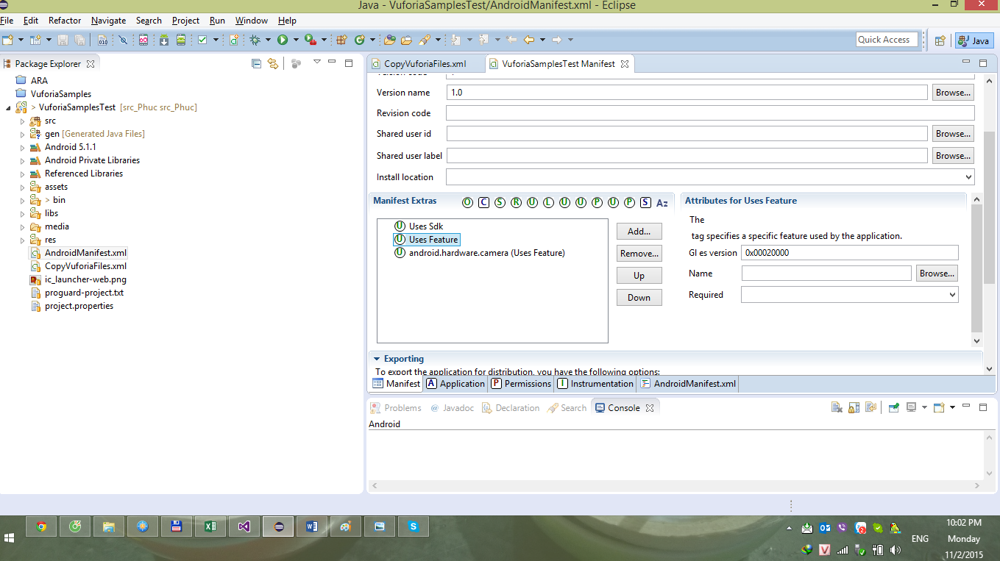 Java - VuforiaSamplesTest/AndroidManifest.xml - Eclipse
File Edit Refactor Navigate Search Project Run Window Help
Quick Access Java
Package Explorer
ARA
VuforiaSamples
> VuforiaSamplesTest [src_Phuc src_Phuc]
src
gen [Generated Java Files]
Android 5.1.1
Android Private Libraries
Referenced Libraries
assets
> bin
libs
media
res
AndroidManifest.xml
CopyVuforiaFiles.xml
ic_launcher-web.png
proguard-project.txt
project.properties
CopyVuforiaFiles.xml VuforiaSamplesTest Manifest
Version code 1
Version name 1.0 Browse...
Revision code
Shared user id Browse...
Shared user label Browse...
Install location
Manifest Extras O C S R U L U U P U P S Az
Uses Sdk
Uses Feature
android.hardware.camera (Uses Feature)
Add...
Remove...
Up
Down
Attributes for Uses Feature
The
tag specifies a specific feature used by the application.
Gl es version 0x00020000
Name Browse...
Required
Exporting
To export the application for distribution, you have the following options:
Manifest A Application P Permissions I Instrumentation AndroidManifest.xml
Problems @ Javadoc Declaration Search Console
Android
ENG
10:02 PM
Monday
11/2/2015